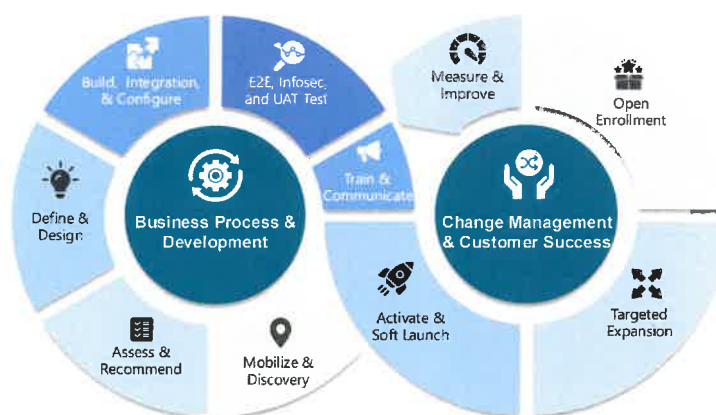 Build, Integration,
& Configure
E2E, Infosec,
and UAT Test
Measure &
Improve
Open
Enrollment
Define &
Design
Business Process &
Development
Train &
Communicate
Change Management
& Customer Success
Assess &
Recommend
Mobilize &
Discovery
Activate &
Soft Launch
Targeted
Expansion